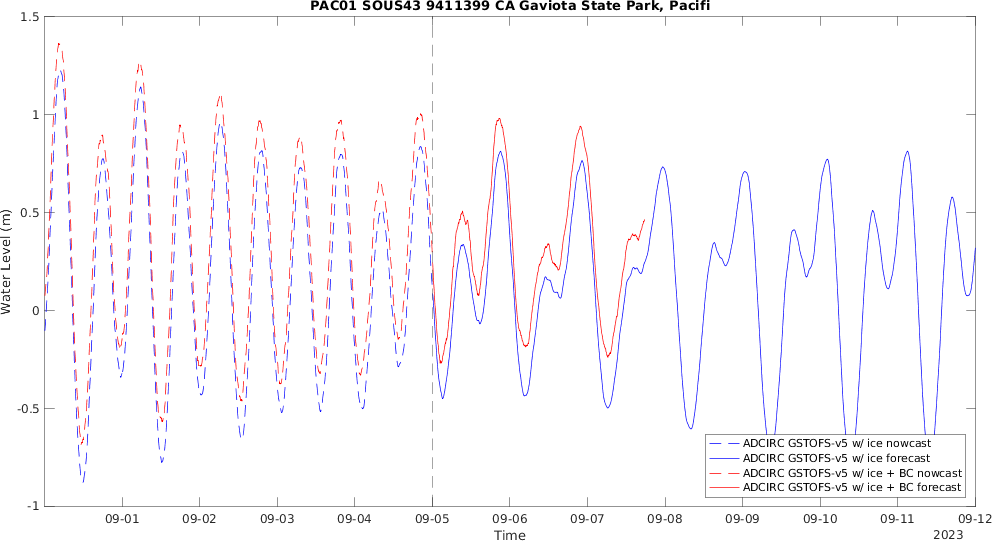 PAC01 SOUS43 9411399 CA Gaviota State Park, Pacifi
1.5
1
0.5
0
-0.5
-1
Water Level (m)
09-01 09-02 09-03 09-04 09-05 09-06 09-07 09-08 09-09 09-10 09-11 09-12
Time
2023
ADCIRC GSTOFS-v5 w/ ice nowcast
ADCIRC GSTOFS-v5 w/ ice forecast
ADCIRC GSTOFS-v5 w/ ice + BC nowcast
ADCIRC GSTOFS-v5 w/ ice + BC forecast